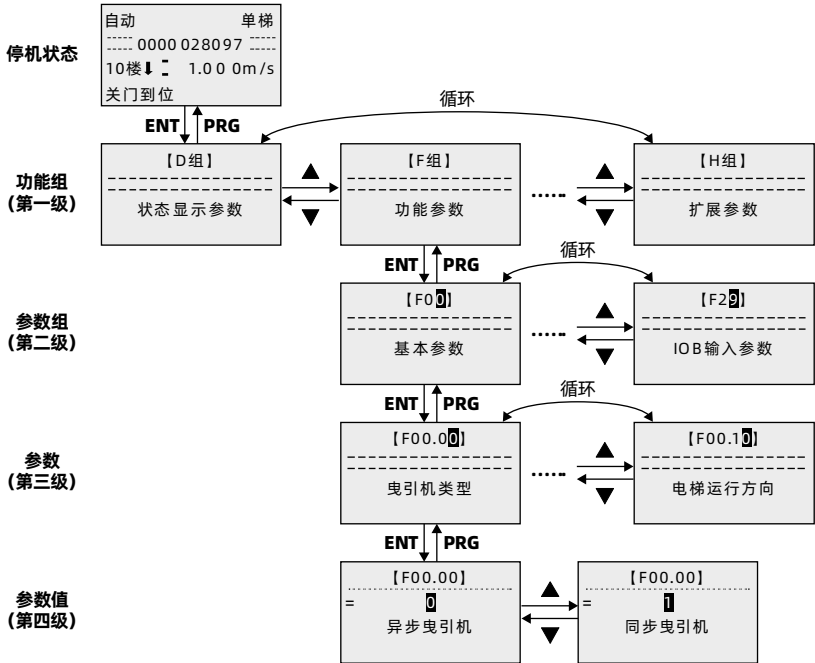 停机状态
自动 单梯
0000 028097
10楼⬇ 1.00 0m/s
关门到位
ENT PRG
循环
功能组
(第一级)
【D组】
状态显示参数
▲
▼
【F组】
功能参数
......
▲
▼
【H组】
扩展参数
ENT PRG
循环
参数组
(第二级)
【F00】
基本参数
......
▲
▼
【F29】
IOB输入参数
ENT PRG
循环
参数
(第三级)
【F00.00】
曳引机类型
......
▲
▼
【F00.10】
电梯运行方向
ENT PRG
参数值
(第四级)
【F00.00】
= 0
异步曳引机
▲
▼
【F00.00】
= 1
同步曳引机